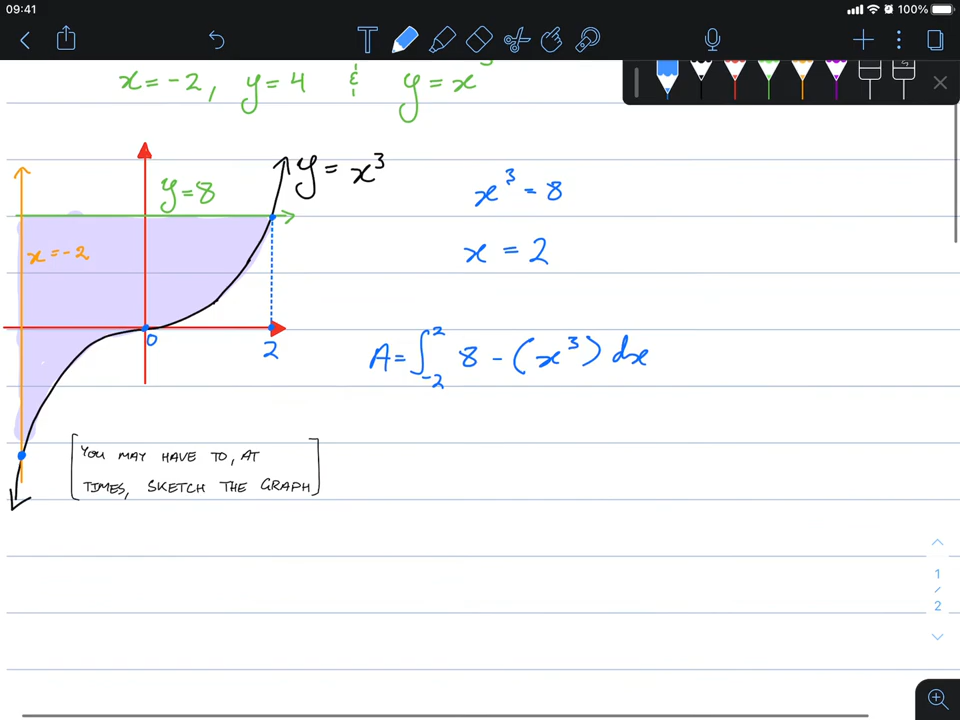 09:41
100%
x=-2, y=4 & y=x³
y=x³
y=8
x³=8
x=-2
x=2
0
2
A=∫₋₂² 8-(x³) dx
[YOU MAY HAVE TO, AT
TIMES, SKETCH THE GRAPH]
1
/
2